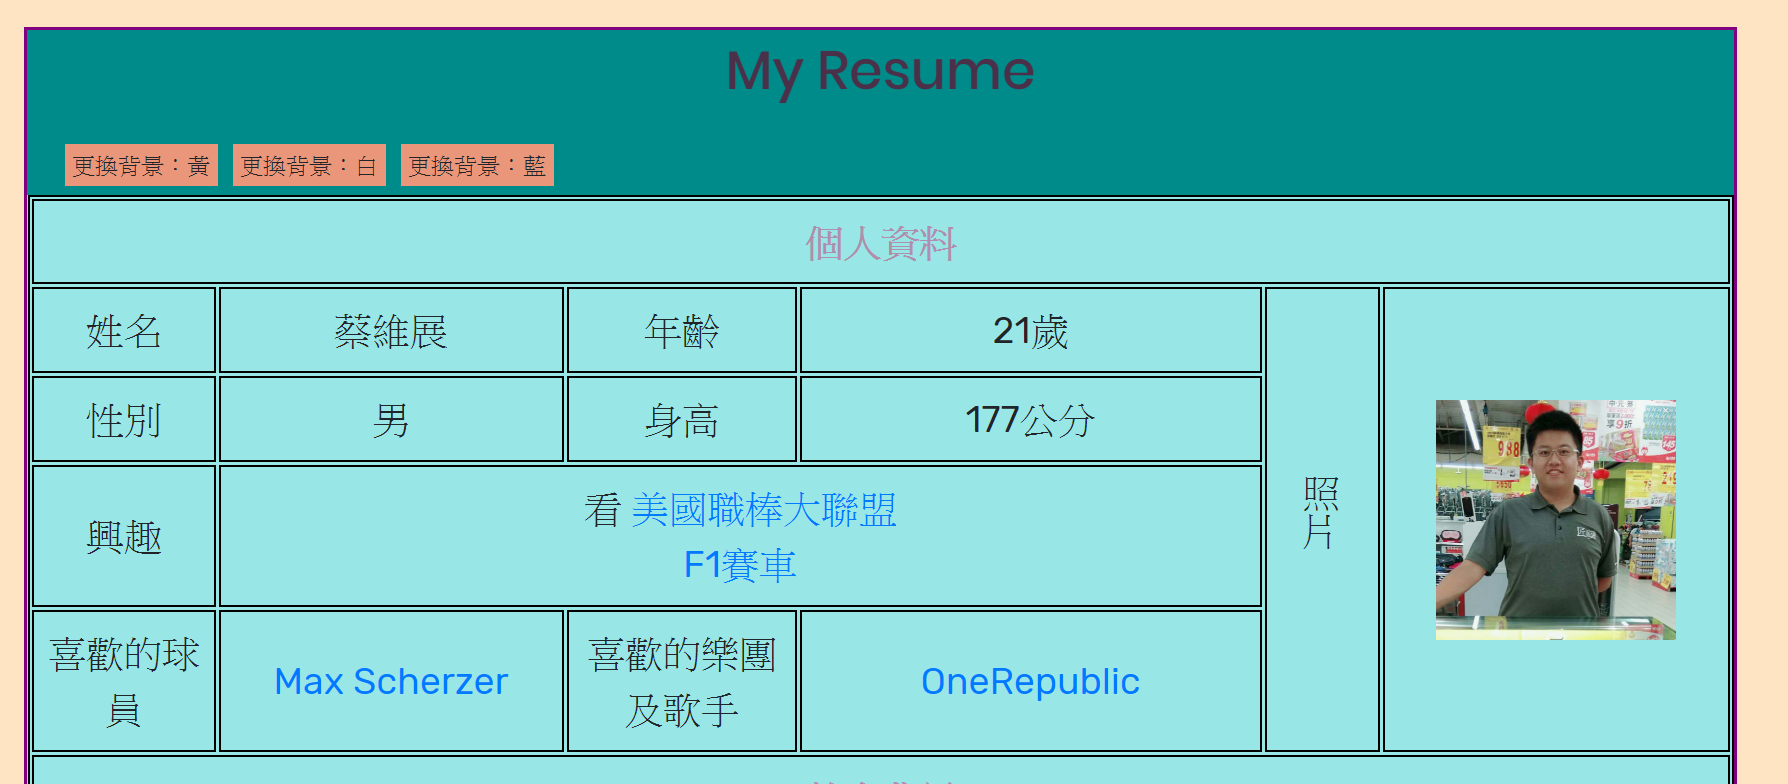 My Resume
更換背景：黃 更換背景：白 更換背景：藍
個人資料
姓名 蔡維展 年齡 21歲
性別 男 身高 177公分
興趣
看 美國職棒大聯盟
F1賽車
照
片
喜歡的球
員
Max Scherzer
喜歡的樂團
及歌手
OneRepublic